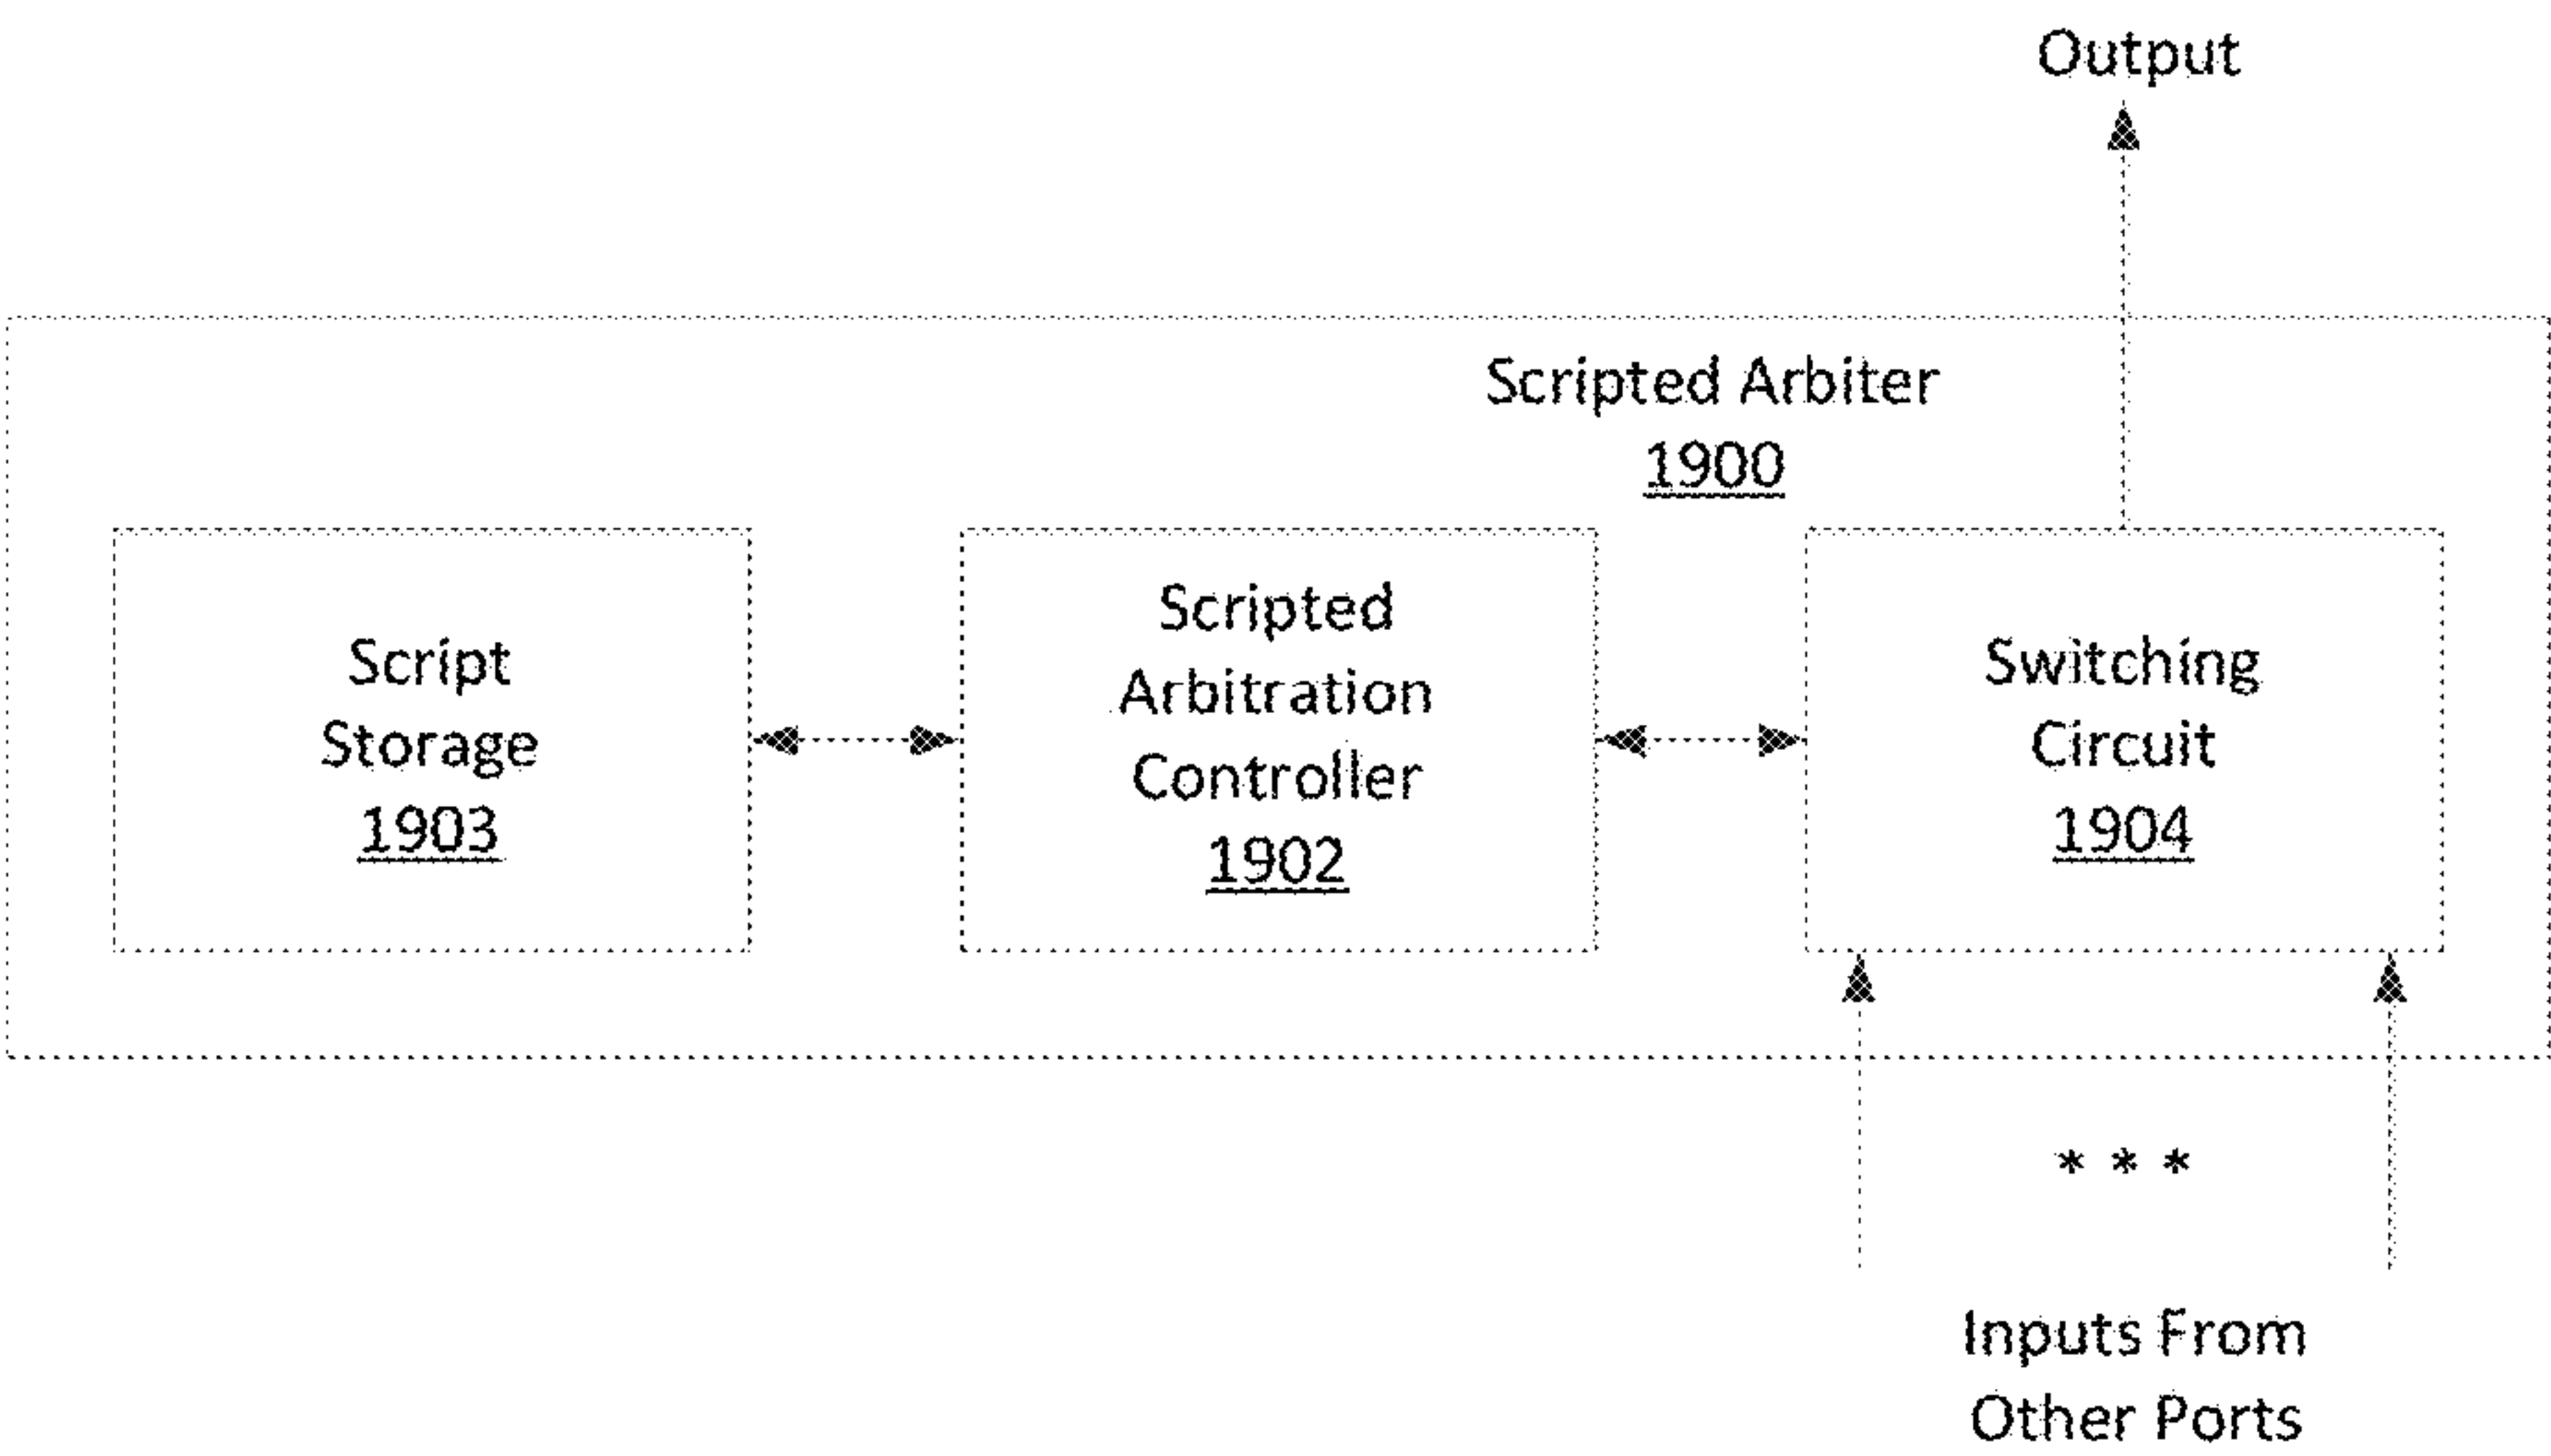 Output
Scripted Arbiter
1900
Script
Storage
1903
Scripted
Arbitration
Controller
1902
Switching
Circuit
1904
* * *
Inputs From
Other Ports